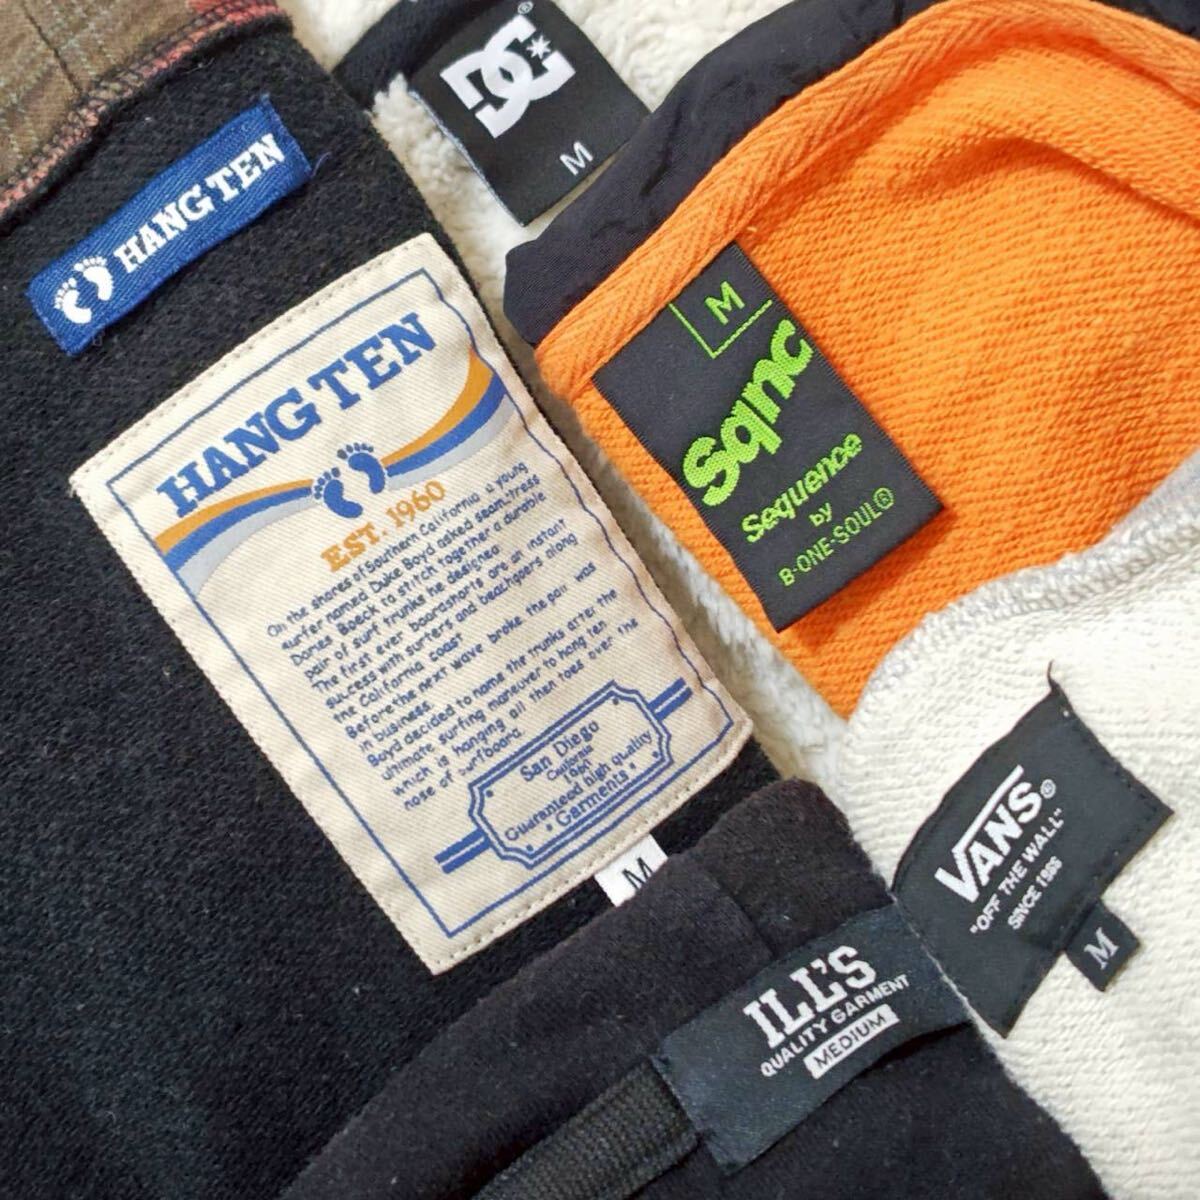 HANG TEN
HANG TEN
EST. 1960
On the shores of Southern California a young
surfer named Duke Boyd asked seam-tress
Doris Boeck to stitch together a durable
pair of surf trunks he designed.
The first ever boardshorts are an instant
success with surfers and beachgoers along
the California coast.
Before the next wave broke the pair was
in business.
Boyd decided to name the trunks after the
ultimate surfing maneuver to hang ten
which is hanging all then toes over the
nose of surfboard.
San Diego
California
1960
Guaranteed high quality
• Garments •
M
DC®
M
M
Sqnc
Sequence
by
B-ONE-SOUL®
VANS®
"OFF THE WALL"
SINCE 1966
M
ILL'S
QUALITY GARMENT
MEDIUM